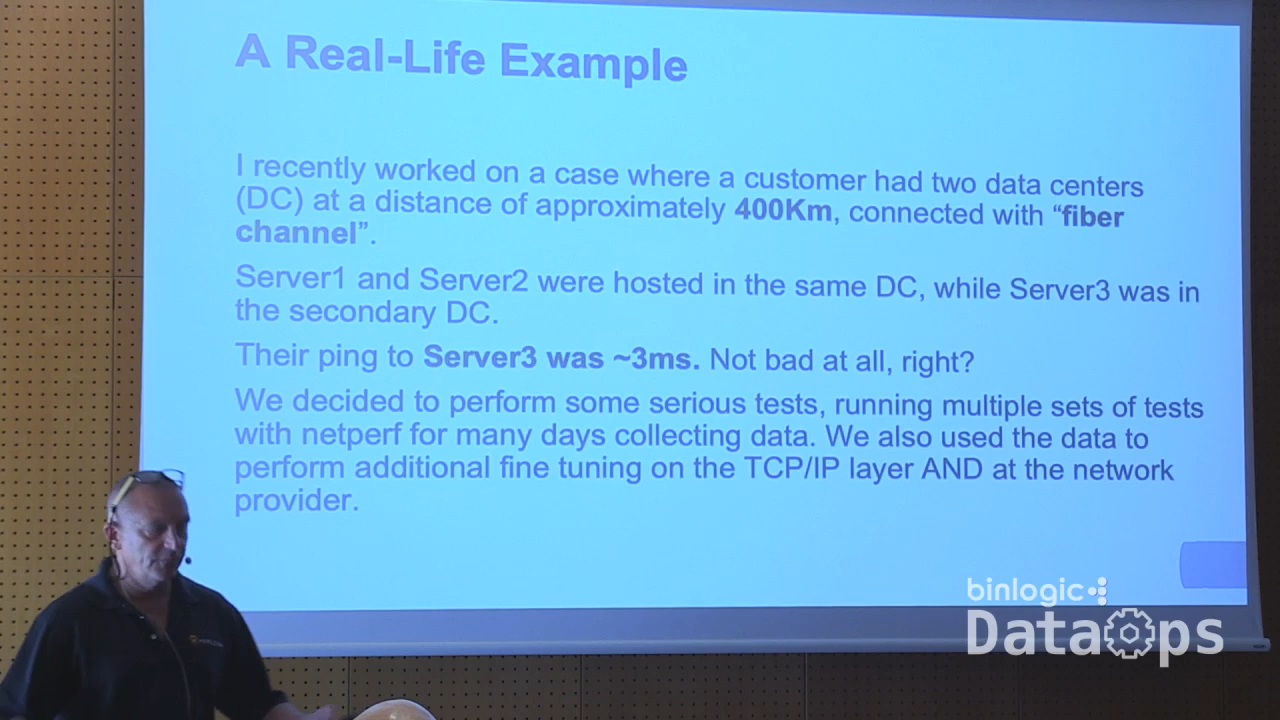 A Real-Life Example
I recently worked on a case where a customer had two data centers
(DC) at a distance of approximately 400Km, connected with “fiber
channel”.
Server1 and Server2 were hosted in the same DC, while Server3 was in
the secondary DC.
Their ping to Server3 was ~3ms. Not bad at all, right?
We decided to perform some serious tests, running multiple sets of tests
with netperf for many days collecting data. We also used the data to
perform additional fine tuning on the TCP/IP layer AND at the network
provider.
binlogic
DataOps